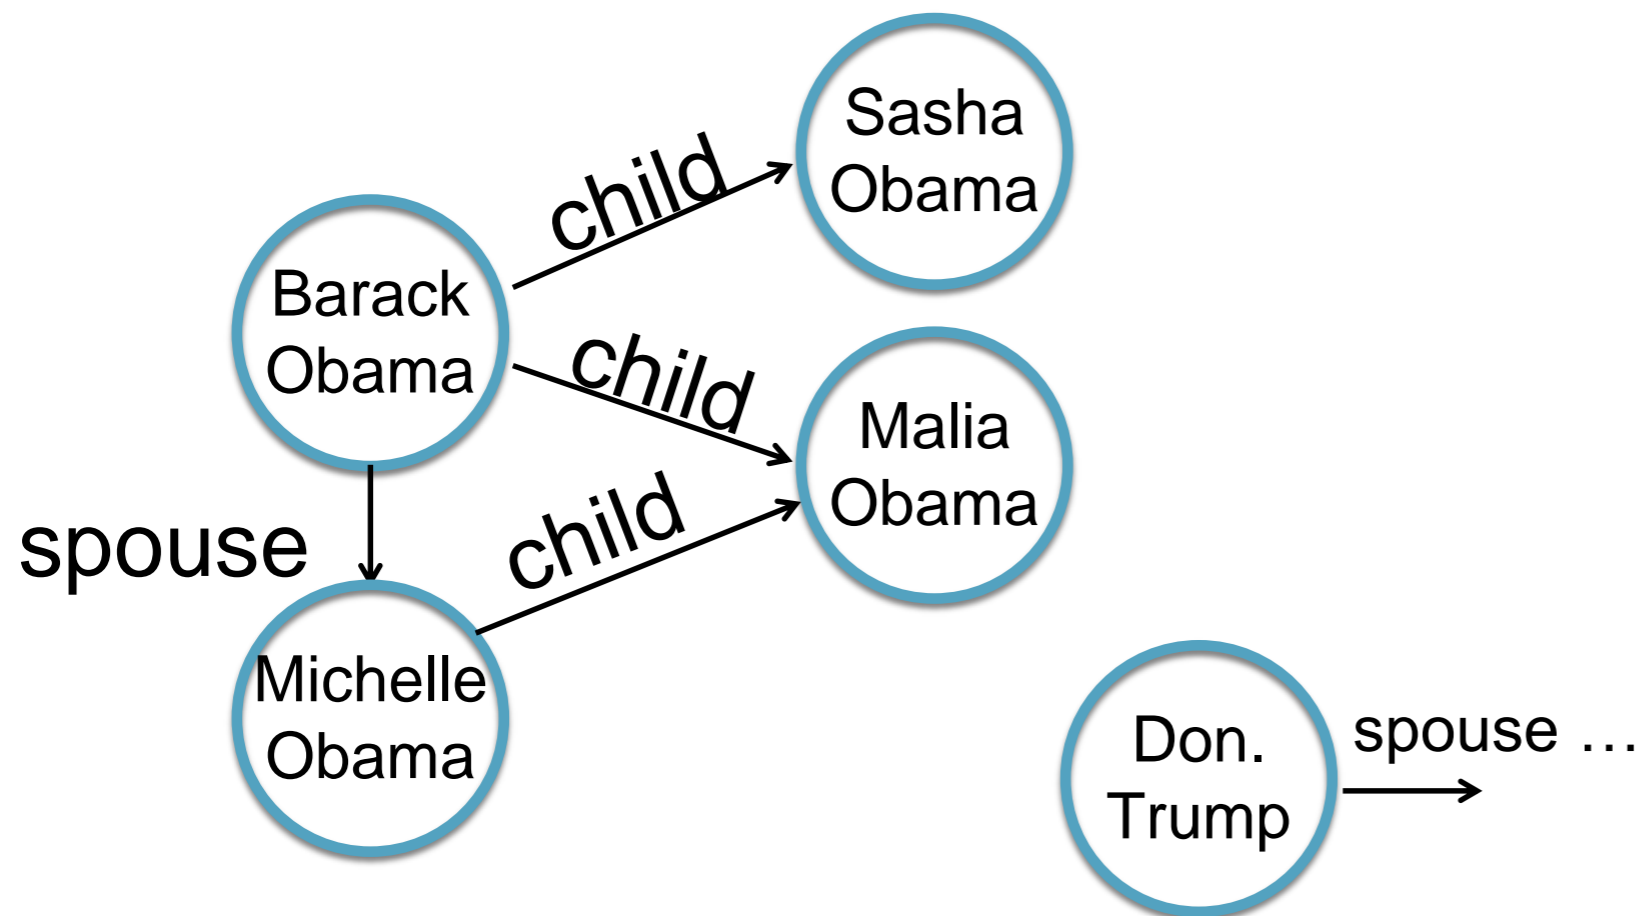 Sasha
Obama
child
Barack
Obama
child
Malia
Obama
child
spouse
Michelle
Obama
Don.
Trump
spouse …